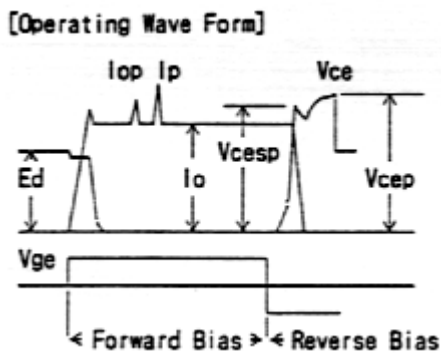 [Operating Wave Form]
Iop Ip Vce
Ed Io Vcesp Vcep
Vge
Forward Bias Reverse Bias